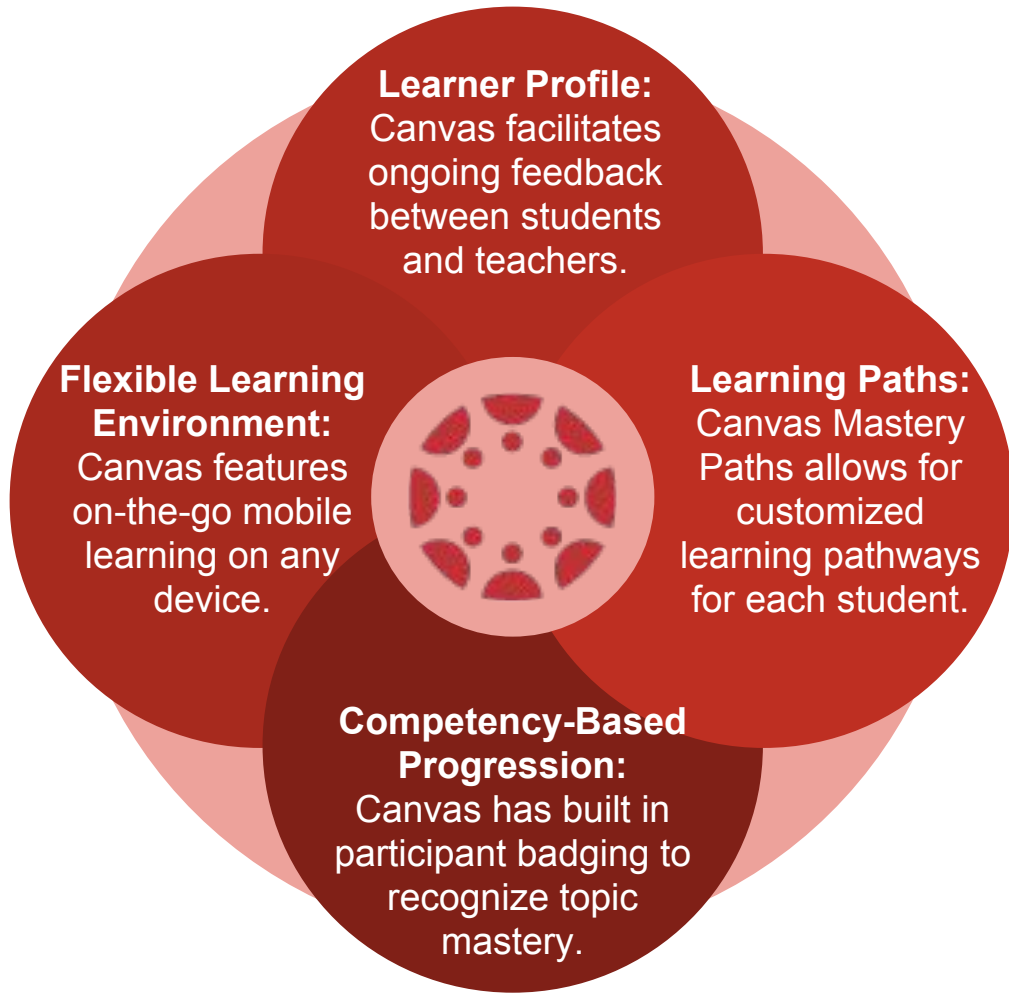 Learner Profile:
Canvas facilitates
ongoing feedback
between students
and teachers.
Flexible Learning
Environment:
Canvas features
on-the-go mobile
learning on any
device.
Learning Paths:
Canvas Mastery
Paths allows for
customized
learning pathways
for each student.
Competency-Based
Progression:
Canvas has built in
participant badging to
recognize topic
mastery.